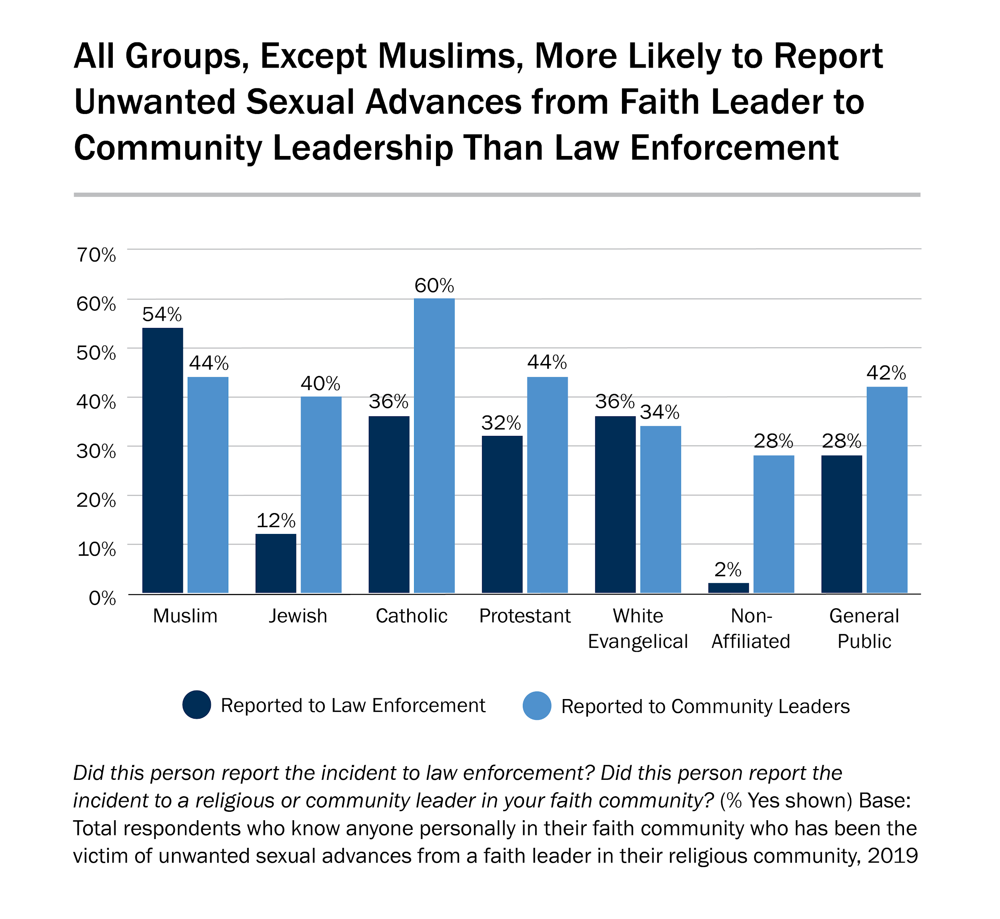 All Groups, Except Muslims, More Likely to Report
Unwanted Sexual Advances from Faith Leader to
Community Leadership Than Law Enforcement
70%
60%
50%
40%
30%
20%
10%
0%
54%
44%
12%
40%
36%
60%
32%
44%
36%
34%
2%
28%
28%
42%
Muslim
Jewish
Catholic
Protestant
White
Evangelical
Non-
Affiliated
General
Public
Reported to Law Enforcement
Reported to Community Leaders
Did this person report the incident to law enforcement? Did this person report the
incident to a religious or community leader in your faith community? (% Yes shown) Base:
Total respondents who know anyone personally in their faith community who has been the
victim of unwanted sexual advances from a faith leader in their religious community, 2019